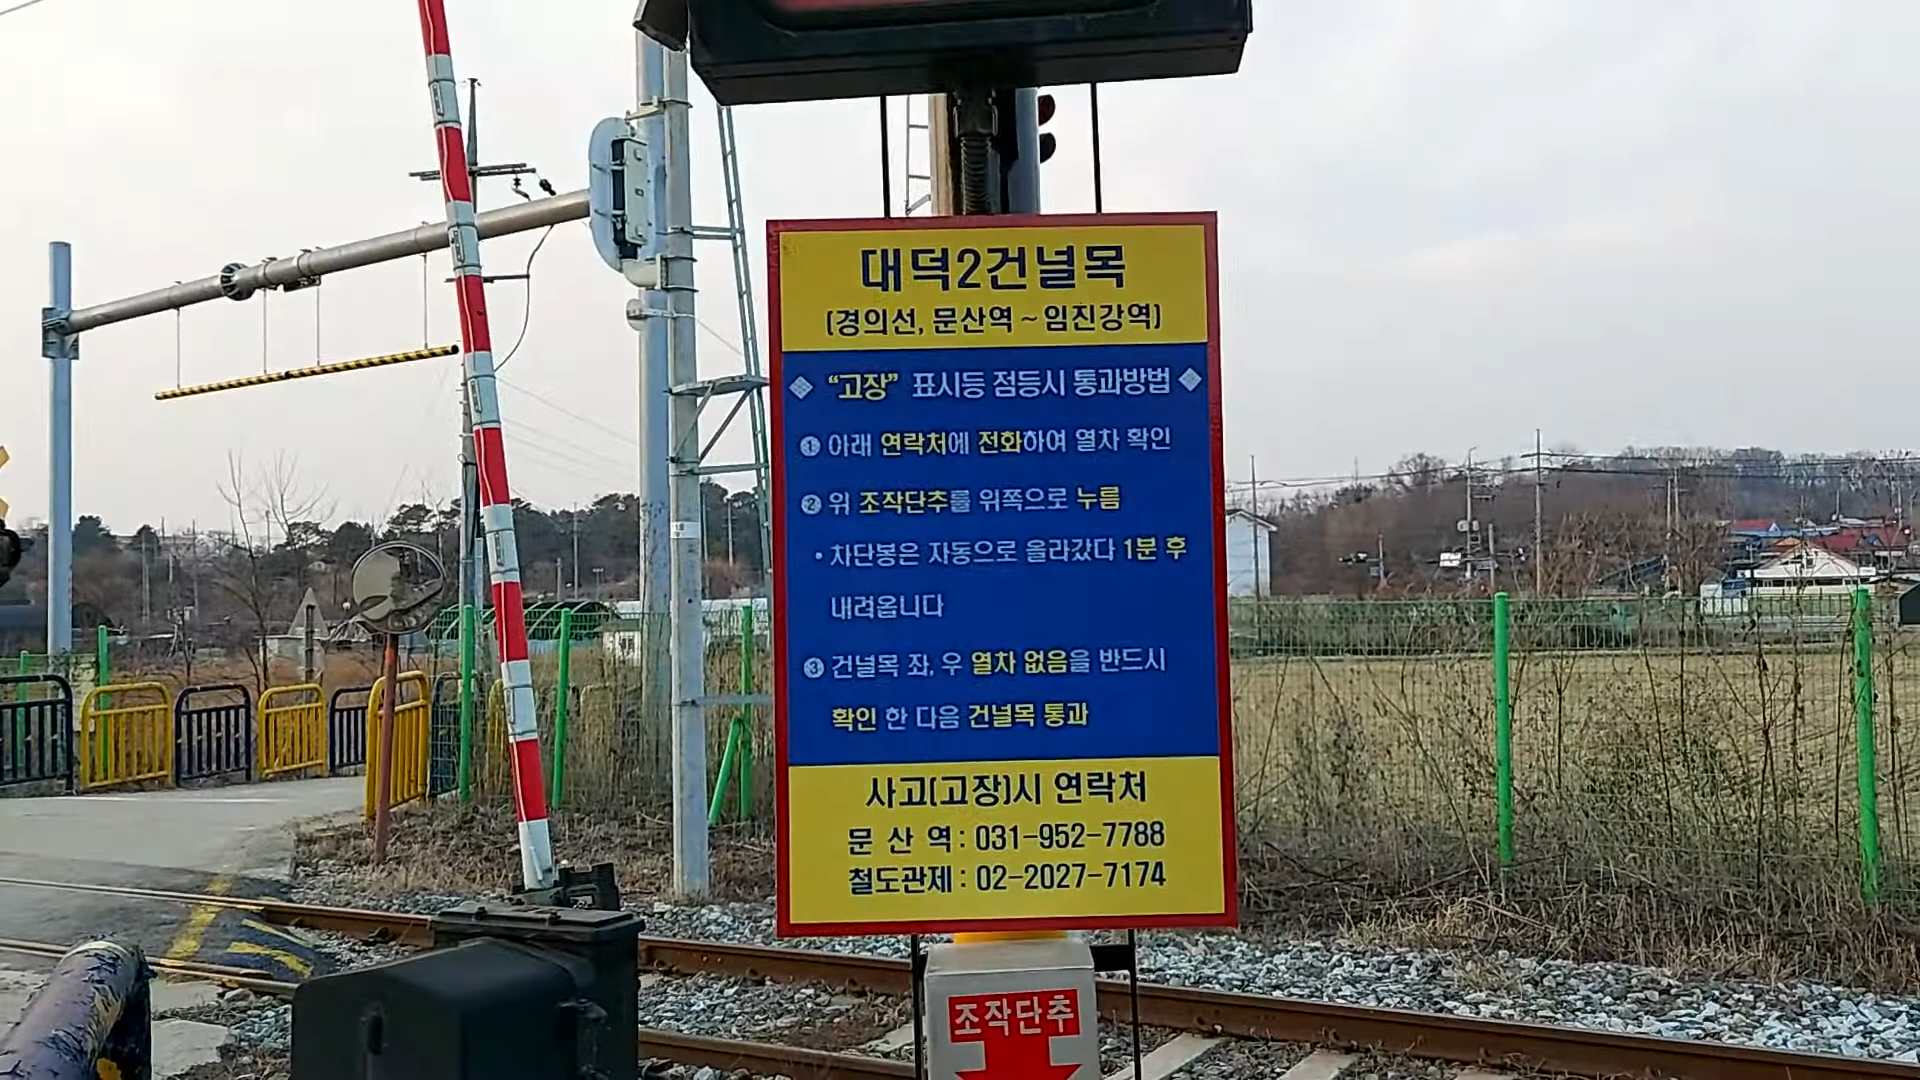 대덕2건널목
(경의선, 문산역 ~ 임진강역)
❖ “고장” 표시등 점등시 통과방법 ❖
❶ 아래 연락처에 전화하여 열차 확인
❷ 위 조작단추를 위쪽으로 누름
• 차단봉은 자동으로 올라갔다 1분 후
내려옵니다
❸ 건널목 좌, 우 열차 없음을 반드시
확인 한 다음 건널목 통과
사고(고장)시 연락처
문 산 역 : 031-952-7788
철도관제 : 02-2027-7174
조작단추